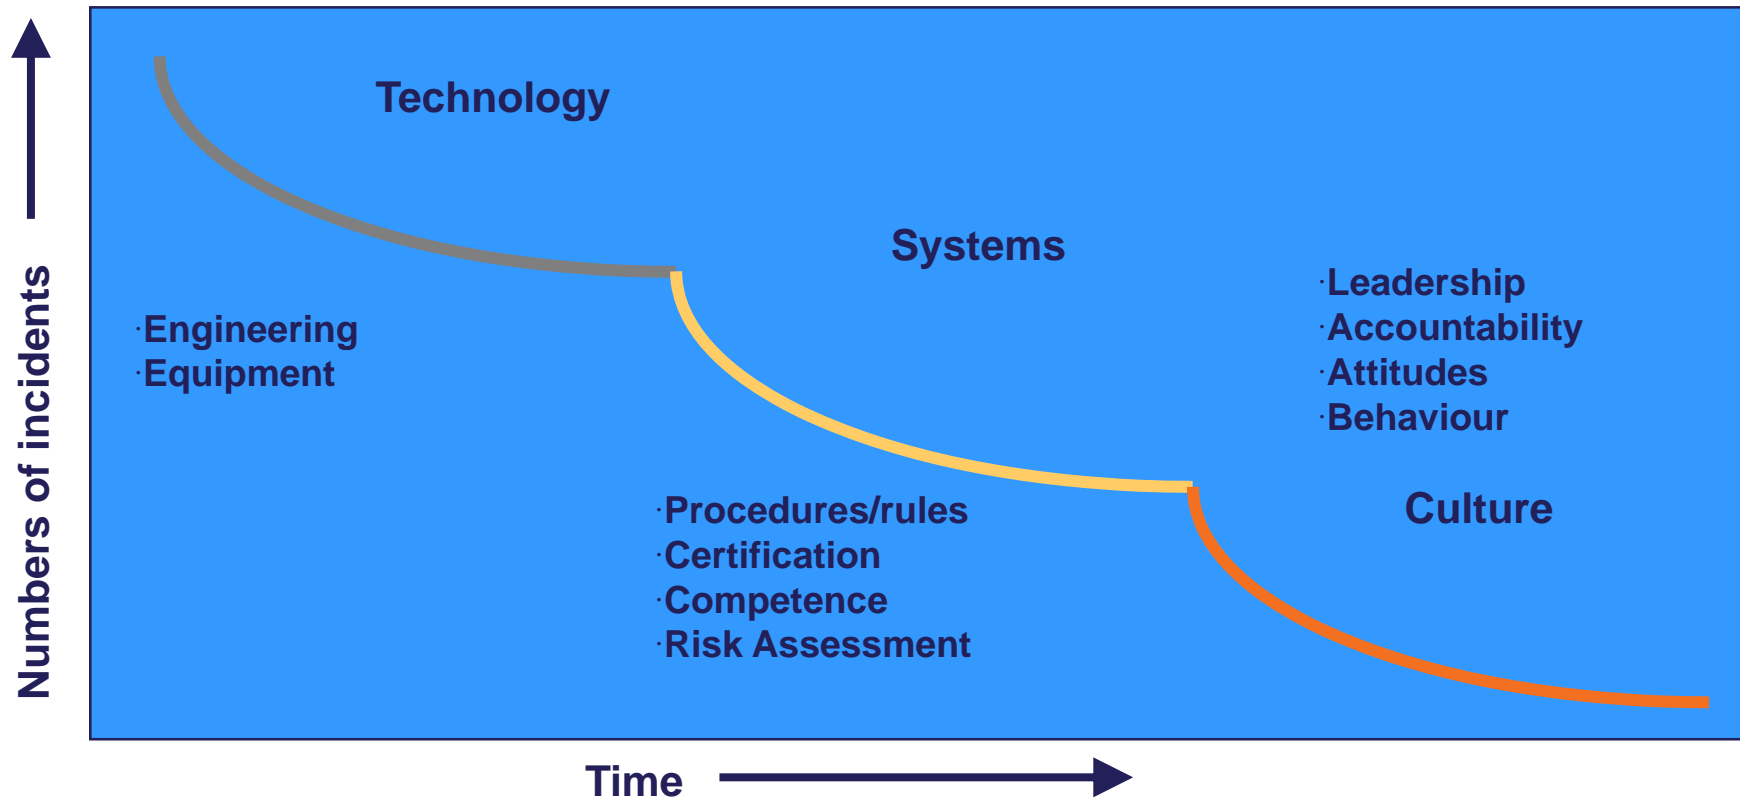 Numbers of incidents
Technology
·Engineering
·Equipment
Systems
·Procedures/rules
·Certification
·Competence
·Risk Assessment
·Leadership
·Accountability
·Attitudes
·Behaviour
Culture
Time